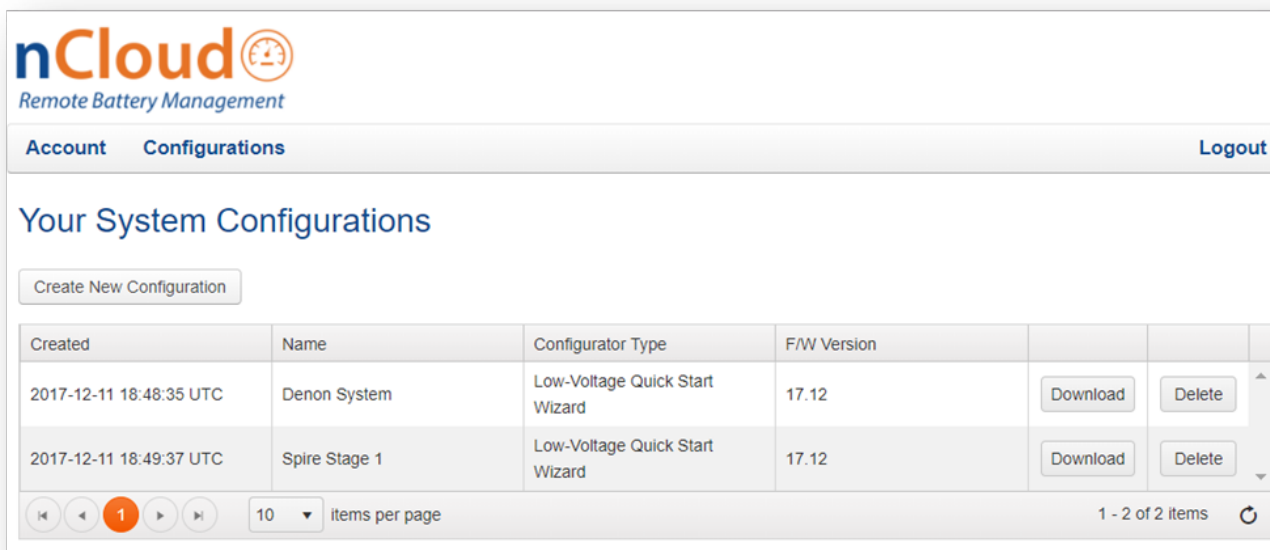 nCloud
Remote Battery Management
Account Configurations Logout
Your System Configurations
Create New Configuration
Created Name Configurator Type F/W Version
2017-12-11 18:48:35 UTC Denon System Low-Voltage Quick Start Wizard 17.12 Download Delete
2017-12-11 18:49:37 UTC Spire Stage 1 Low-Voltage Quick Start Wizard 17.12 Download Delete
1 10 items per page 1 - 2 of 2 items